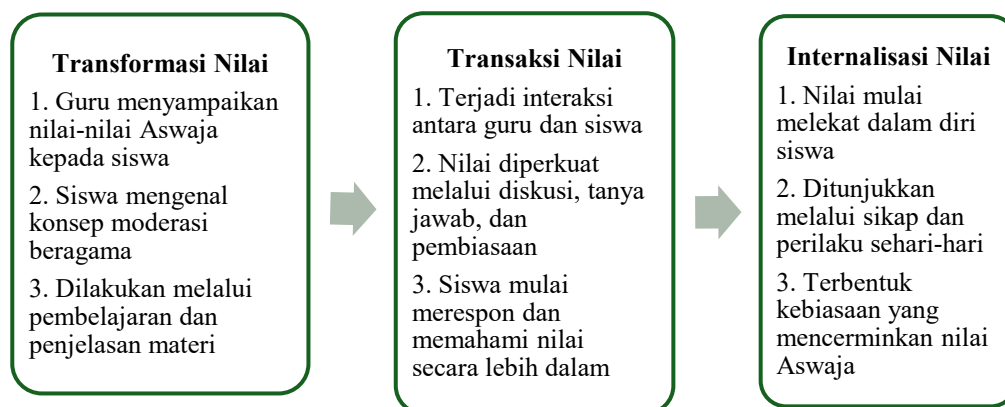 Transformasi Nilai
1. Guru menyampaikan
nilai-nilai Aswaja
kepada siswa
2. Siswa mengenal
konsep moderasi
beragama
3. Dilakukan melalui
pembelajaran dan
penjelasan materi
Transaksi Nilai
1. Terjadi interaksi
antara guru dan siswa
2. Nilai diperkuat
melalui diskusi, tanya
jawab, dan
pembiasaan
3. Siswa mulai
merespon dan
memahami nilai
secara lebih dalam
Internalisasi Nilai
1. Nilai mulai
melekat dalam diri
siswa
2. Ditunjukkan
melalui sikap dan
perilaku sehari-hari
3. Terbentuk
kebiasaan yang
mencerminkan nilai
Aswaja